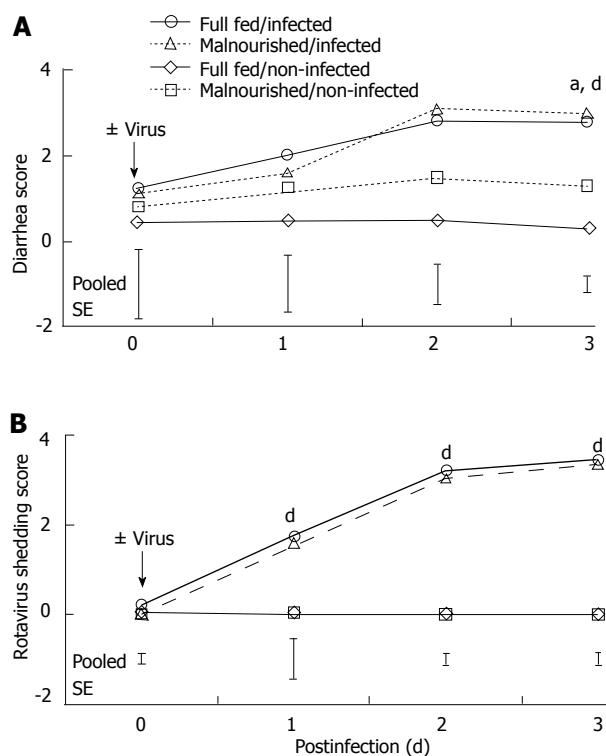 A
Full fed/infected
Malnourished/infected
Full fed/non-infected
Malnourished/non-infected
4
2
0
-2
Diarrhea score
± Virus
a, d
Pooled
SE
0 1 2 3
B
4
2
0
-2
Rotavirus shedding score
± Virus
d
d
d
Pooled
SE
0 1 2 3
Postinfection (d)